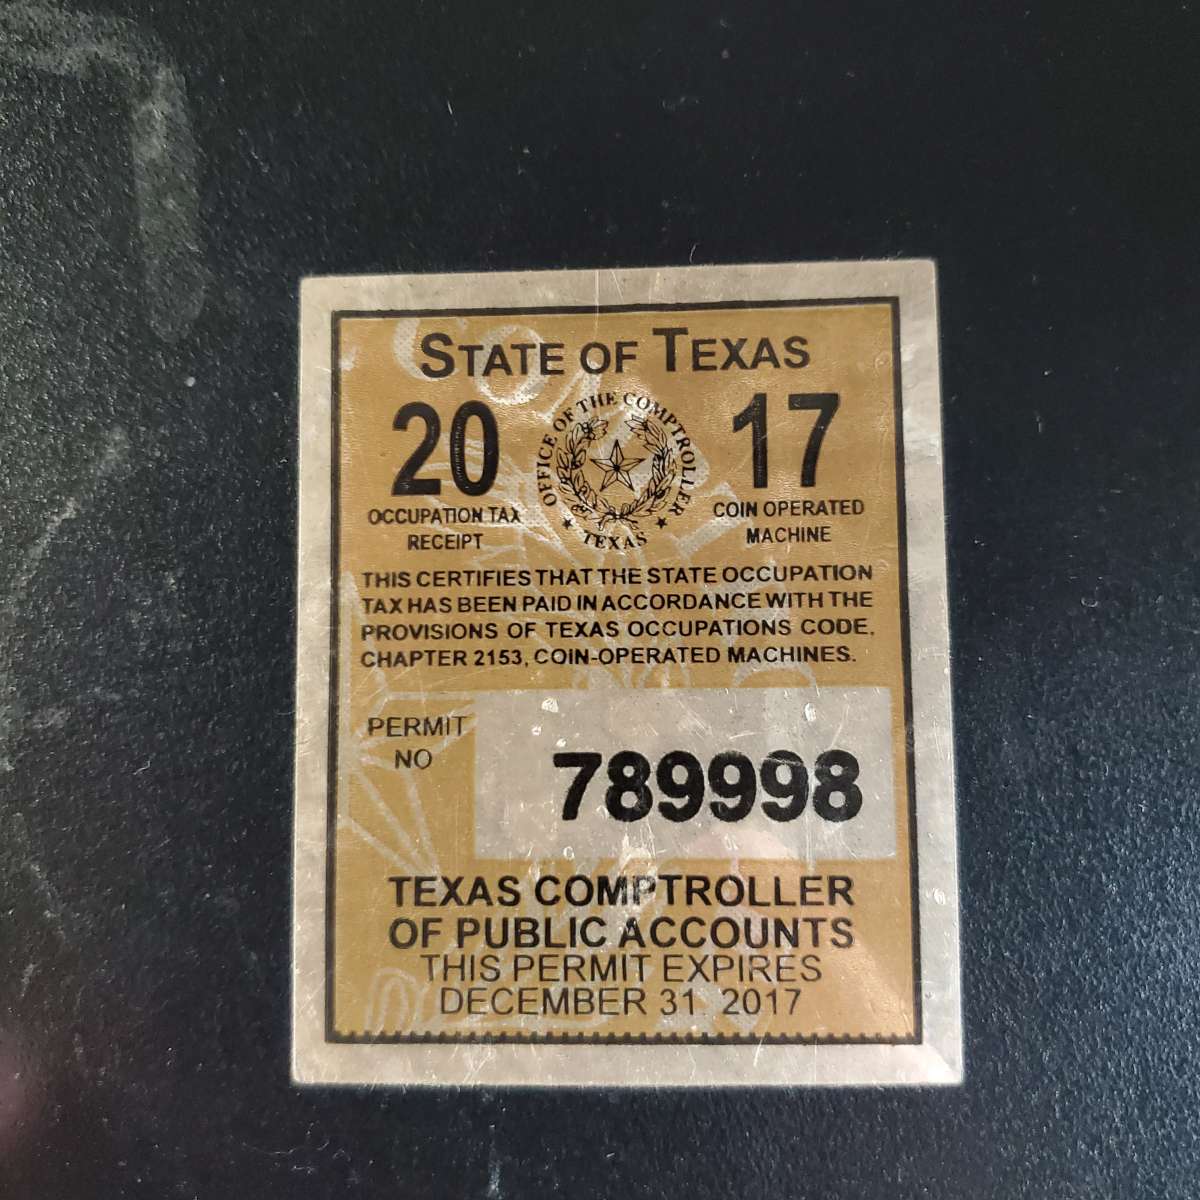 STATE OF TEXAS
20 17
OFFICE OF THE COMPTROLLER
★ TEXAS ★
OCCUPATION TAX
RECEIPT
COIN OPERATED
MACHINE
THIS CERTIFIES THAT THE STATE OCCUPATION
TAX HAS BEEN PAID IN ACCORDANCE WITH THE
PROVISIONS OF TEXAS OCCUPATIONS CODE,
CHAPTER 2153, COIN-OPERATED MACHINES.
PERMIT
NO
789998
TEXAS COMPTROLLER
OF PUBLIC ACCOUNTS
THIS PERMIT EXPIRES
DECEMBER 31, 2017